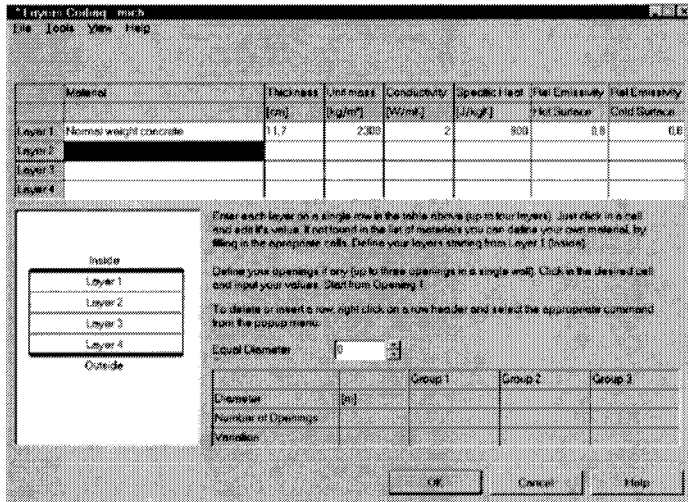 * Layers Ceiling mich
File Tools View Help
Material Thickness Unit mass Conductivity Specific Heat Rel Emissivity Rel Emissivity
[cm] [kg/m³] [W/mK] [J/kgK] Hot Surface Cold Surface
Layer 1 Normal weight concrete 11,7 2300 2 900 0,8 0,8
Layer 2
Layer 3
Layer 4
Enter each layer on a single row in the table above (up to four layers). Just click in a cell
and edit it's value. If not found in the list of materials you can define your own material, by
filling in the apropriate cells. Define your layers starting from Layer 1 (Inside).
Define your openings if any (up to three openings in a single wall). Click in the desired cell
and input your values. Start from Opening 1.
To delete or insert a row, right click on a row header and select the appropriate command
from the popup menu.
Inside
Layer 1
Layer 2
Layer 3
Layer 4
Outside
Equal Diameter 0
Group 1 Group 2 Group 3
Diameter [m]
Number of Openings
Variation
OK Cancel Help